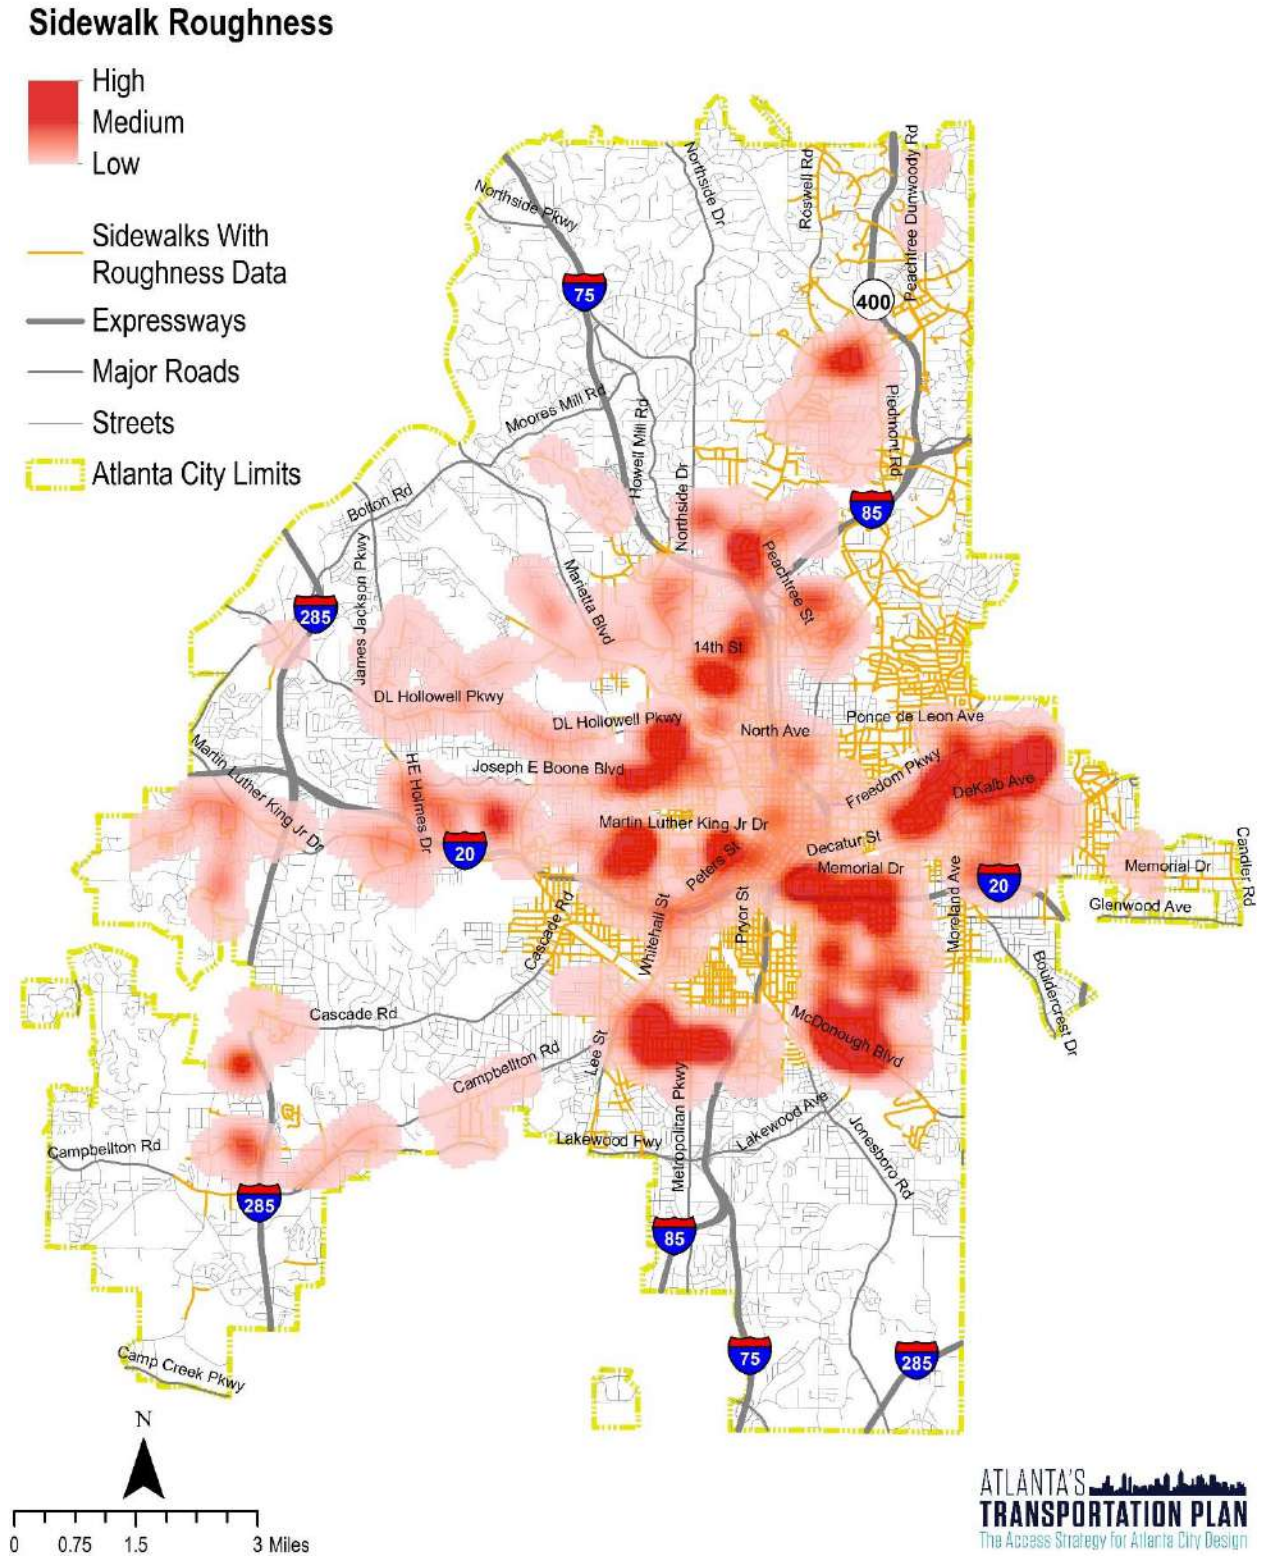 Sidewalk Roughness
High
Medium
Low
Sidewalks With
Roughness Data
Expressways
Major Roads
Streets
Atlanta City Limits
Northside Pkwy
Northside Dr
Roswell Rd
Peachtree Dunwoody Rd
75
400
Moores Mill Rd
Howell Mill Rd
Piedmont Rd
Northside Dr
Bolton Rd
85
James Jackson Pkwy
Marietta Blvd
Peachtree St
285
14th St
DL Hollowell Pkwy
DL Hollowell Pkwy
North Ave
Ponce de Leon Ave
Martin Luther King Jr Dr
HE Holmes Dr
Joseph E Boone Blvd
Freedom Pkwy
DeKalb Ave
Martin Luther King Jr Dr
Decatur St
20
Peters St
Memorial Dr
Moreland Ave
20
Memorial Dr
Candler Rd
Glenwood Ave
Cascade Rd
Whitehall St
Pryor St
Bouldercrest Dr
Cascade Rd
McDonough Blvd
Campbellton Rd
Lee St
Metropolitan Pkwy
Lakewood Ave
Lakewood Fwy
Jonesboro Rd
Campbellton Rd
285
85
75
285
Camp Creek Pkwy
N
0 0.75 1.5 3 Miles
ATLANTA'S
TRANSPORTATION PLAN
The Access Strategy for Atlanta City Design